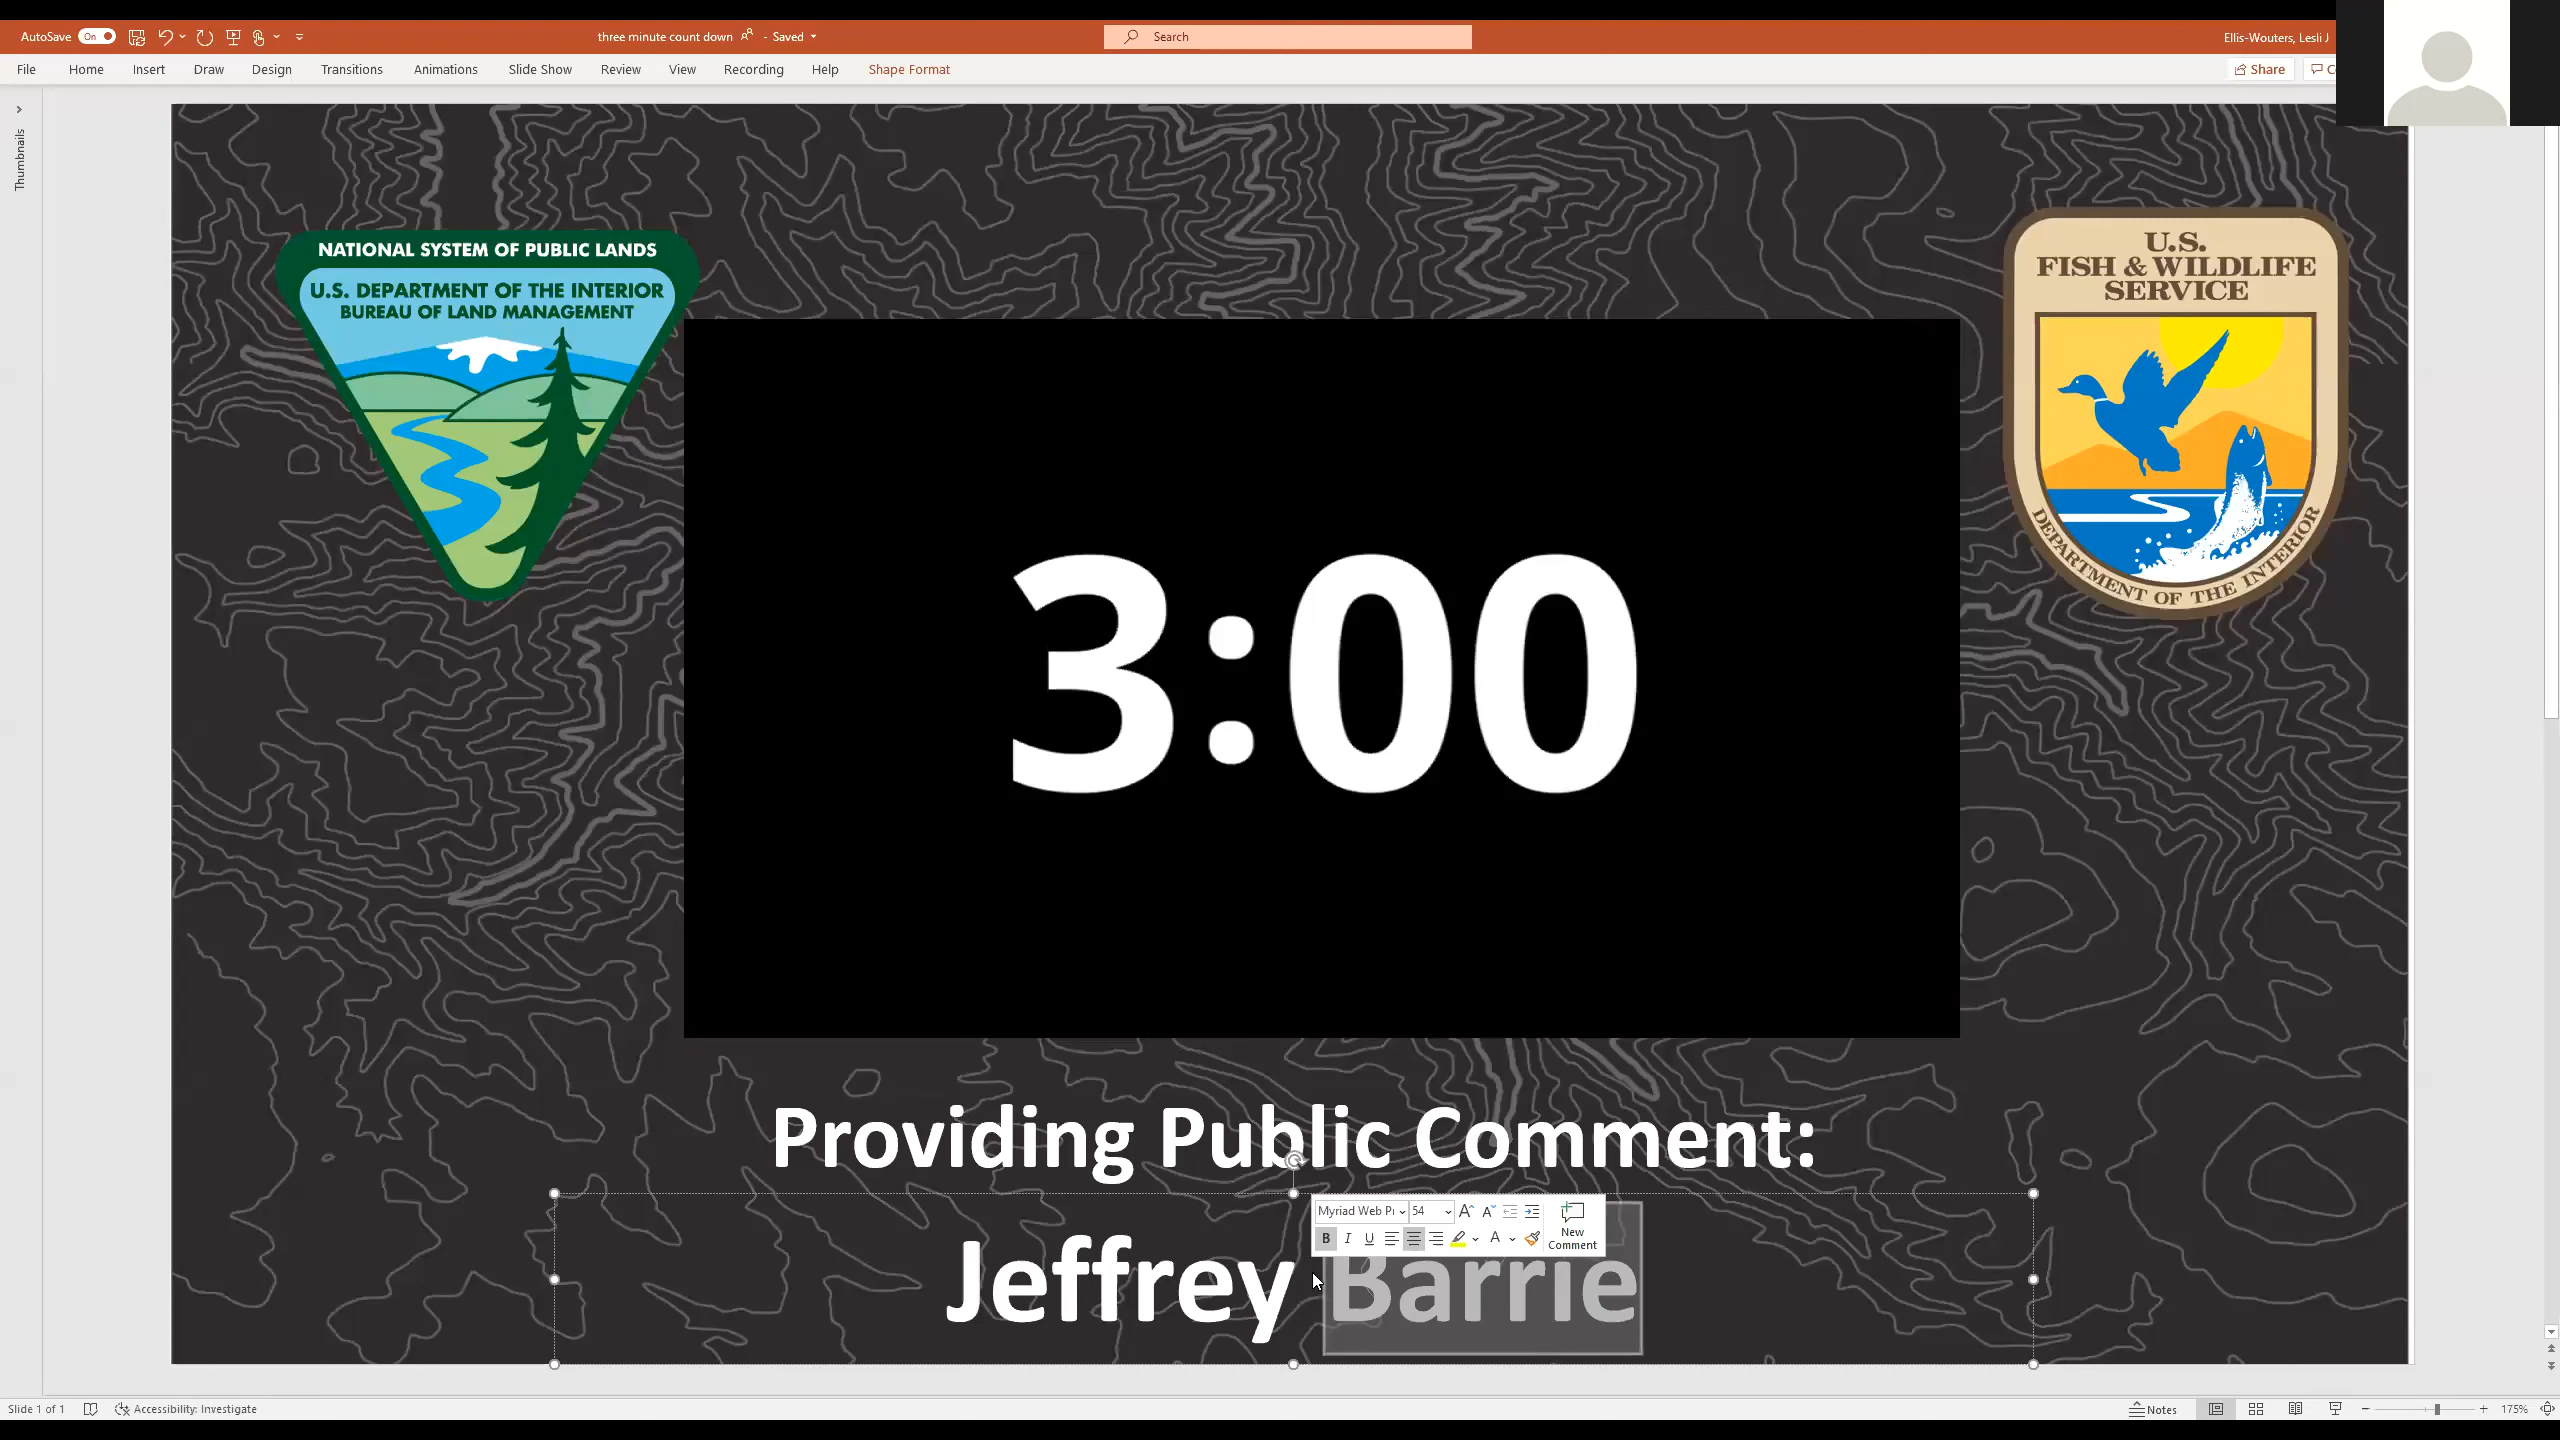 AutoSave On three minute count down - Saved Search Ellis-Wouters, Lesli J
File Home Insert Draw Design Transitions Animations Slide Show Review View Recording Help Shape Format Share
Thumbnails
NATIONAL SYSTEM OF PUBLIC LANDS
U.S. DEPARTMENT OF THE INTERIOR
BUREAU OF LAND MANAGEMENT
U.S.
FISH & WILDLIFE
SERVICE
DEPARTMENT OF THE INTERIOR
3:00
Providing Public Comment:
Myriad Web P 54
B I U A New
Comment
Jeffrey Barrie
Slide 1 of 1 Accessibility: Investigate Notes 175%